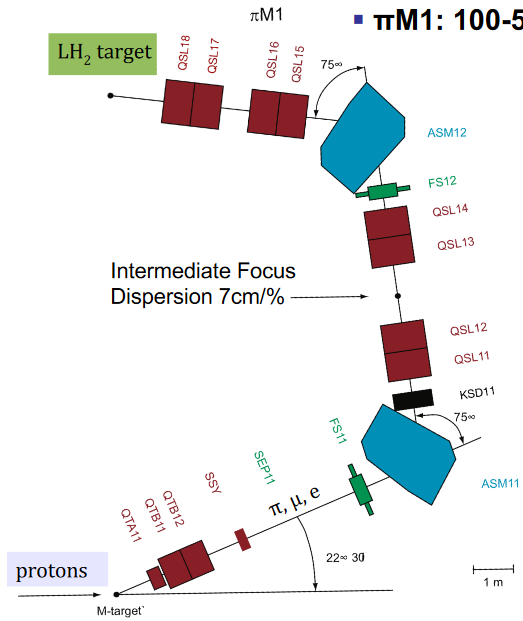 πM1
▪ πM1: 100-5
LH2 target
QSL18
QSL17
QSL16
QSL15
75∞
ASM12
FS12
QSL14
QSL13
Intermediate Focus
Dispersion 7cm/%
QSL12
QSL11
KSD11
75∞
FS11
ASM11
SEP11
SSY
QTB12
QTB11
QTA11
π, μ, e
22∞ 30
protons
M-target`
1 m